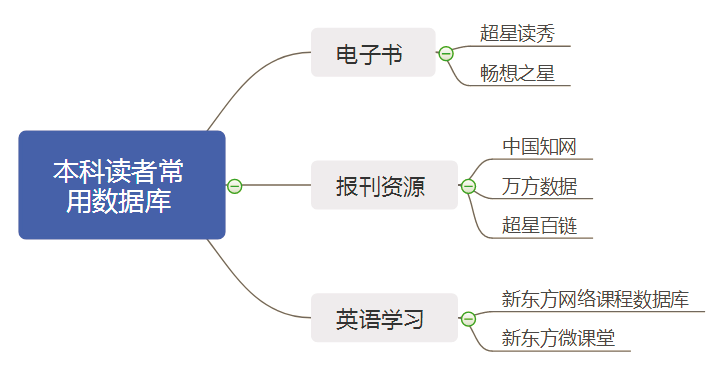 本科读者常
用数据库
电子书
超星读秀
畅想之星
报刊资源
中国知网
万方数据
超星百链
英语学习
新东方网络课程数据库
新东方微课堂